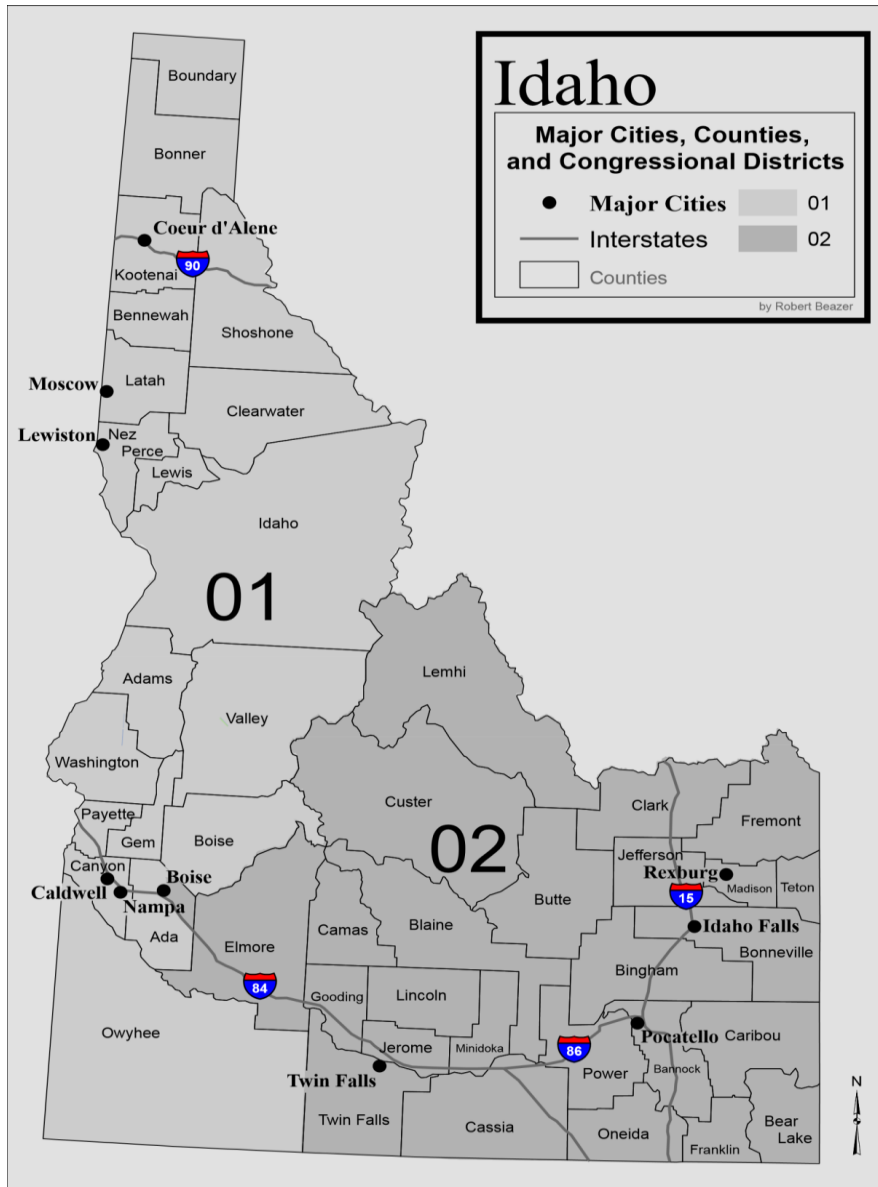 Idaho
Major Cities, Counties,
and Congressional Districts
Major Cities
01
Interstates
02
Counties
by Robert Beazer
Boundary
Bonner
Coeur d'Alene
90
Kootenai
Bennewah
Shoshone
Moscow
Latah
Clearwater
Lewiston
Nez
Perce
Lewis
Idaho
01
Lemhi
Adams
Valley
Washington
Custer
Clark
Payette
Fremont
Gem
Boise
02
Jefferson
Canyon
Boise
Rexburg
Madison
Teton
Caldwell
Nampa
15
Butte
Camas
Blaine
Idaho Falls
Ada
Elmore
Bonneville
Bingham
84
Gooding
Lincoln
Owyhee
Jerome
Minidoka
86
Pocatello
Caribou
Twin Falls
Power
Bannock
N
Twin Falls
Cassia
Oneida
Bear
Lake
Franklin